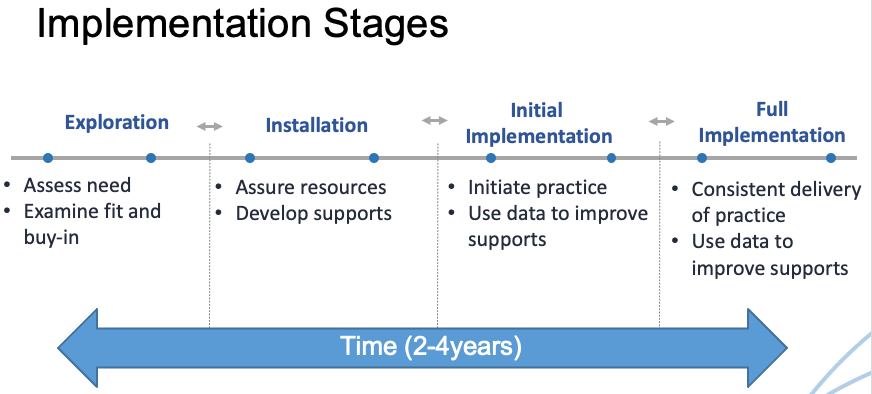 Implementation Stages
Exploration
• Assess need
• Examine fit and
buy-in
Installation
• Assure resources
• Develop supports
Initial
Implementation
• Initiate practice
• Use data to improve
supports
Full
Implementation
• Consistent delivery
of practice
• Use data to
improve supports
Time (2-4years)